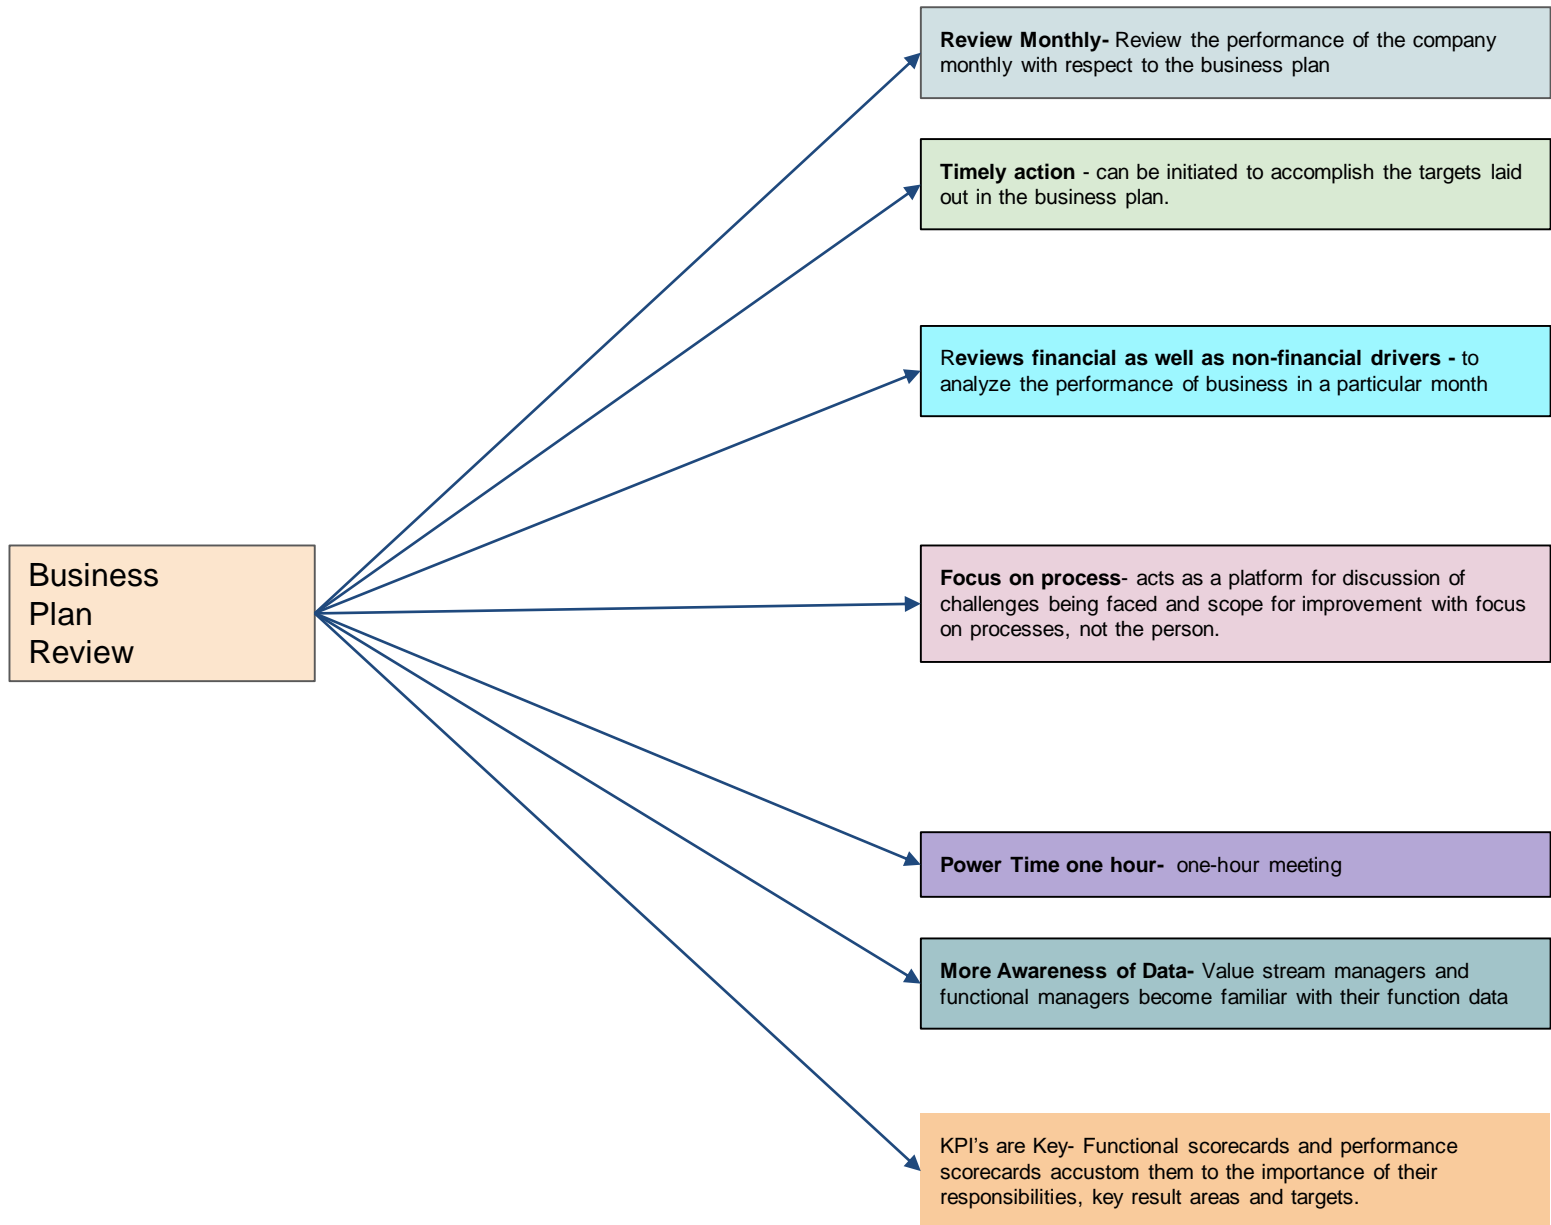 Review Monthly- Review the performance of the company
monthly with respect to the business plan
Timely action - can be initiated to accomplish the targets laid
out in the business plan.
Reviews financial as well as non-financial drivers - to
analyze the performance of business in a particular month
Business
Plan
Review
Focus on process- acts as a platform for discussion of
challenges being faced and scope for improvement with focus
on processes, not the person.
Power Time one hour- one-hour meeting
More Awareness of Data- Value stream managers and
functional managers become familiar with their function data
KPI's are Key- Functional scorecards and performance
scorecards accustom them to the importance of their
responsibilities, key result areas and targets.